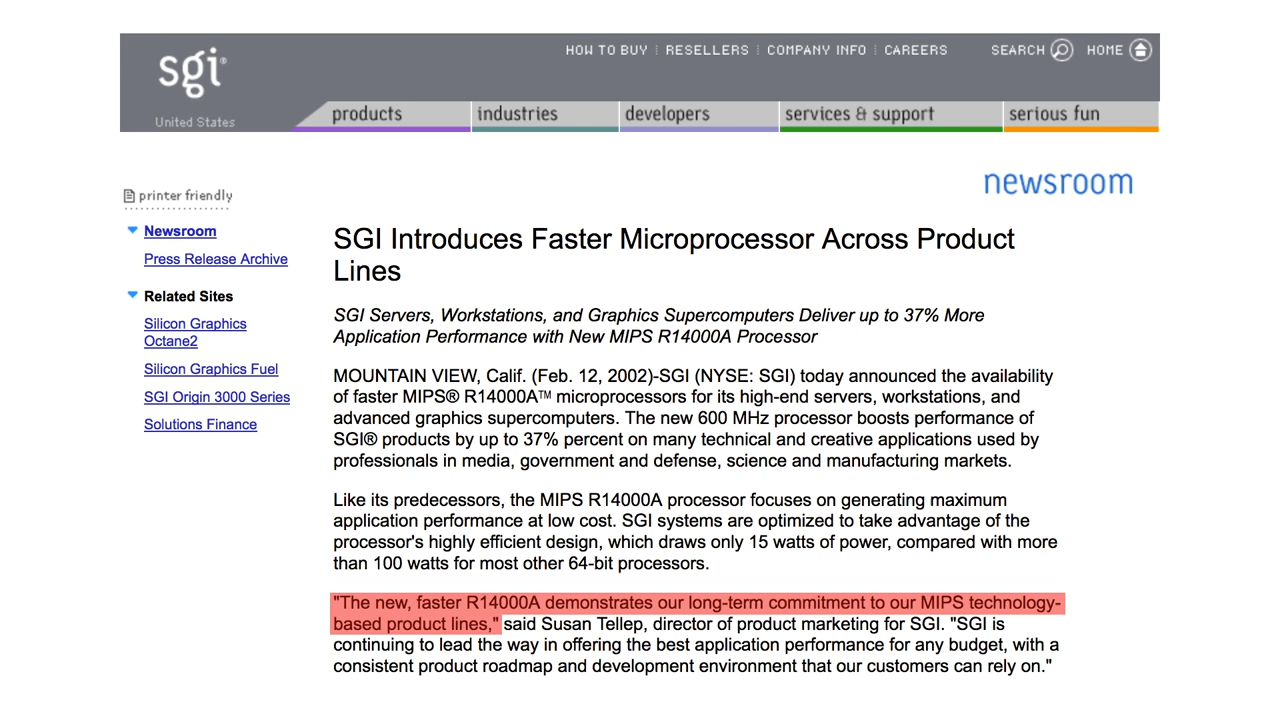 HOW TO BUY RESELLERS COMPANY INFO CAREERS SEARCH HOME
sgi®
United States
products industries developers services & support serious fun
newsroom
printer friendly
Newsroom
Press Release Archive
Related Sites
Silicon Graphics
Octane2
Silicon Graphics Fuel
SGI Origin 3000 Series
Solutions Finance
SGI Introduces Faster Microprocessor Across Product
Lines
SGI Servers, Workstations, and Graphics Supercomputers Deliver up to 37% More
Application Performance with New MIPS R14000A Processor
MOUNTAIN VIEW, Calif. (Feb. 12, 2002)-SGI (NYSE: SGI) today announced the availability
of faster MIPS® R14000A™ microprocessors for its high-end servers, workstations, and
advanced graphics supercomputers. The new 600 MHz processor boosts performance of
SGI® products by up to 37% percent on many technical and creative applications used by
professionals in media, government and defense, science and manufacturing markets.
Like its predecessors, the MIPS R14000A processor focuses on generating maximum
application performance at low cost. SGI systems are optimized to take advantage of the
processor's highly efficient design, which draws only 15 watts of power, compared with more
than 100 watts for most other 64-bit processors.
"The new, faster R14000A demonstrates our long-term commitment to our MIPS technology-
based product lines," said Susan Tellep, director of product marketing for SGI. "SGI is
continuing to lead the way in offering the best application performance for any budget, with a
consistent product roadmap and development environment that our customers can rely on."